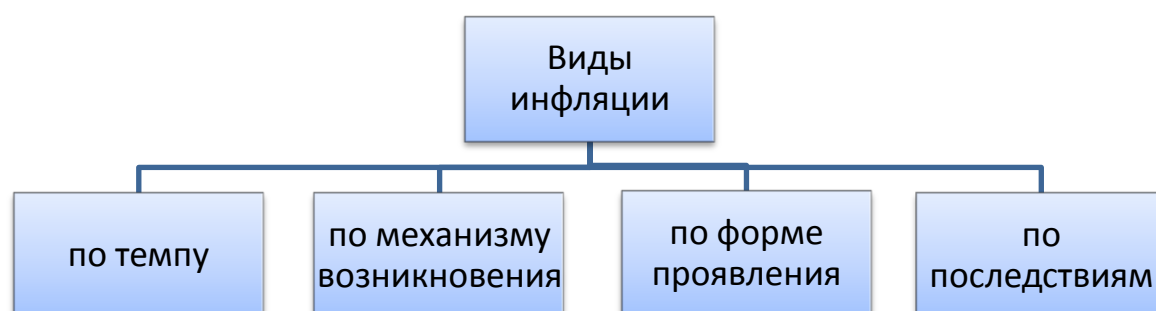 Виды
инфляции
по темпу
по механизму
возникновения
по форме
проявления
по
последствиям